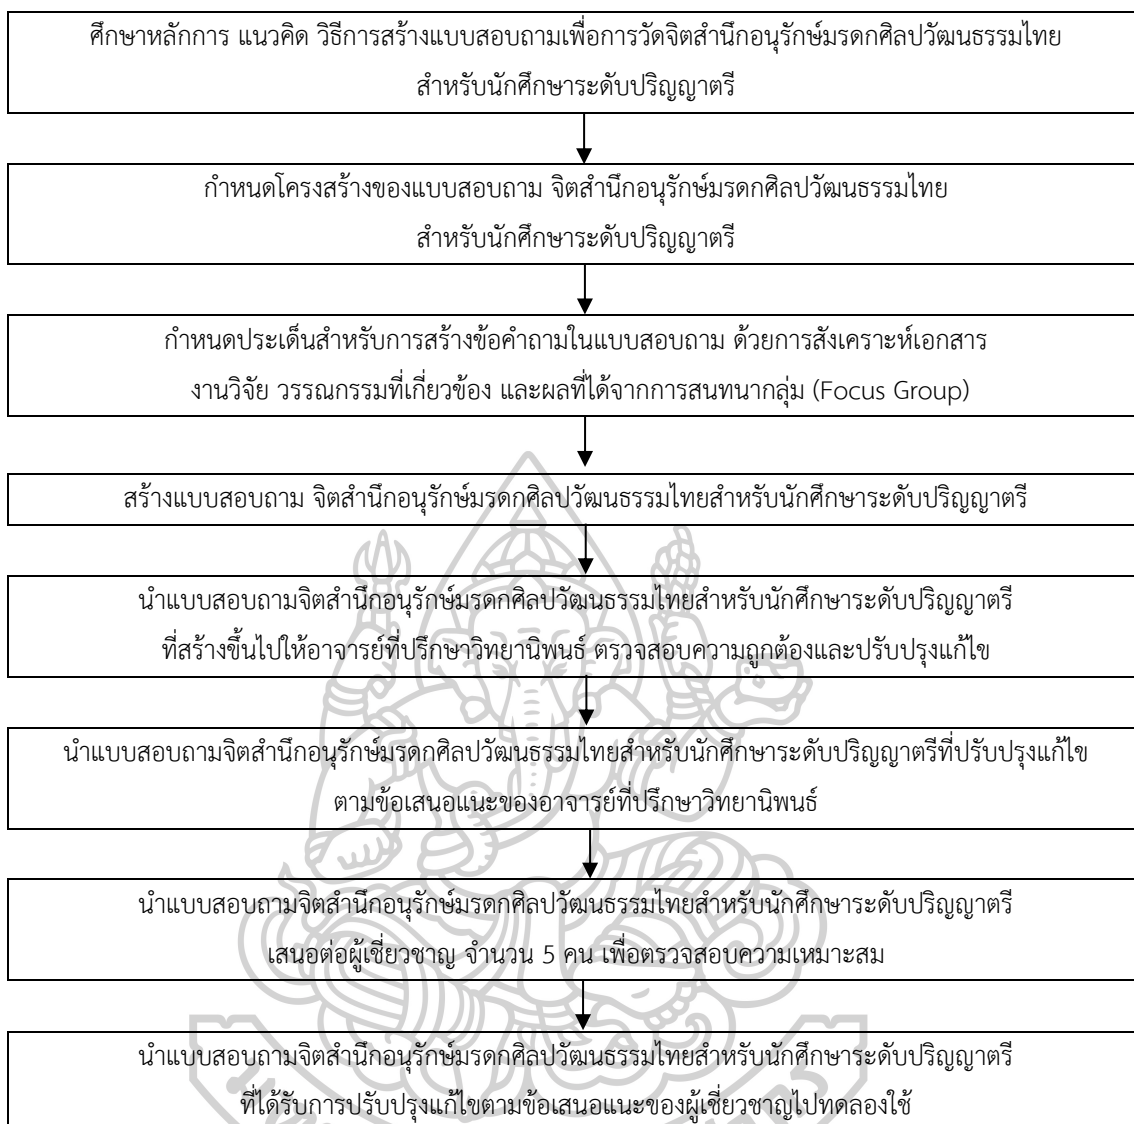 ศึกษาหลักการ แนวคิด วิธีการสร้างแบบสอบถามเพื่อการวัดจิตสำนึกอนุรักษ์มรดกศิลปวัฒนธรรมไทย
สำหรับนักศึกษาระดับปริญญาตรี
กำหนดโครงสร้างของแบบสอบถาม จิตสำนึกอนุรักษ์มรดกศิลปวัฒนธรรมไทย
สำหรับนักศึกษาระดับปริญญาตรี
กำหนดประเด็นสำหรับการสร้างข้อคำถามในแบบสอบถาม ด้วยการสังเคราะห์เอกสาร
งานวิจัย วรรณกรรมที่เกี่ยวข้อง และผลที่ได้จากการสนทนากลุ่ม (Focus Group)
สร้างแบบสอบถาม จิตสำนึกอนุรักษ์มรดกศิลปวัฒนธรรมไทยสำหรับนักศึกษาระดับปริญญาตรี
นำแบบสอบถามจิตสำนึกอนุรักษ์มรดกศิลปวัฒนธรรมไทยสำหรับนักศึกษาระดับปริญญาตรี
ที่สร้างขึ้นไปให้อาจารย์ที่ปรึกษาวิทยานิพนธ์ ตรวจสอบความถูกต้องและปรับปรุงแก้ไข
นำแบบสอบถามจิตสำนึกอนุรักษ์มรดกศิลปวัฒนธรรมไทยสำหรับนักศึกษาระดับปริญญาตรีที่ปรับปรุงแก้ไข
ตามข้อเสนอแนะของอาจารย์ที่ปรึกษาวิทยานิพนธ์
นำแบบสอบถามจิตสำนึกอนุรักษ์มรดกศิลปวัฒนธรรมไทยสำหรับนักศึกษาระดับปริญญาตรี
เสนอต่อผู้เชี่ยวชาญ จำนวน 5 คน เพื่อตรวจสอบความเหมาะสม
นำแบบสอบถามจิตสำนึกอนุรักษ์มรดกศิลปวัฒนธรรมไทยสำหรับนักศึกษาระดับปริญญาตรี
ที่ได้รับการปรับปรุงแก้ไขตามข้อเสนอแนะของผู้เชี่ยวชาญไปทดลองใช้